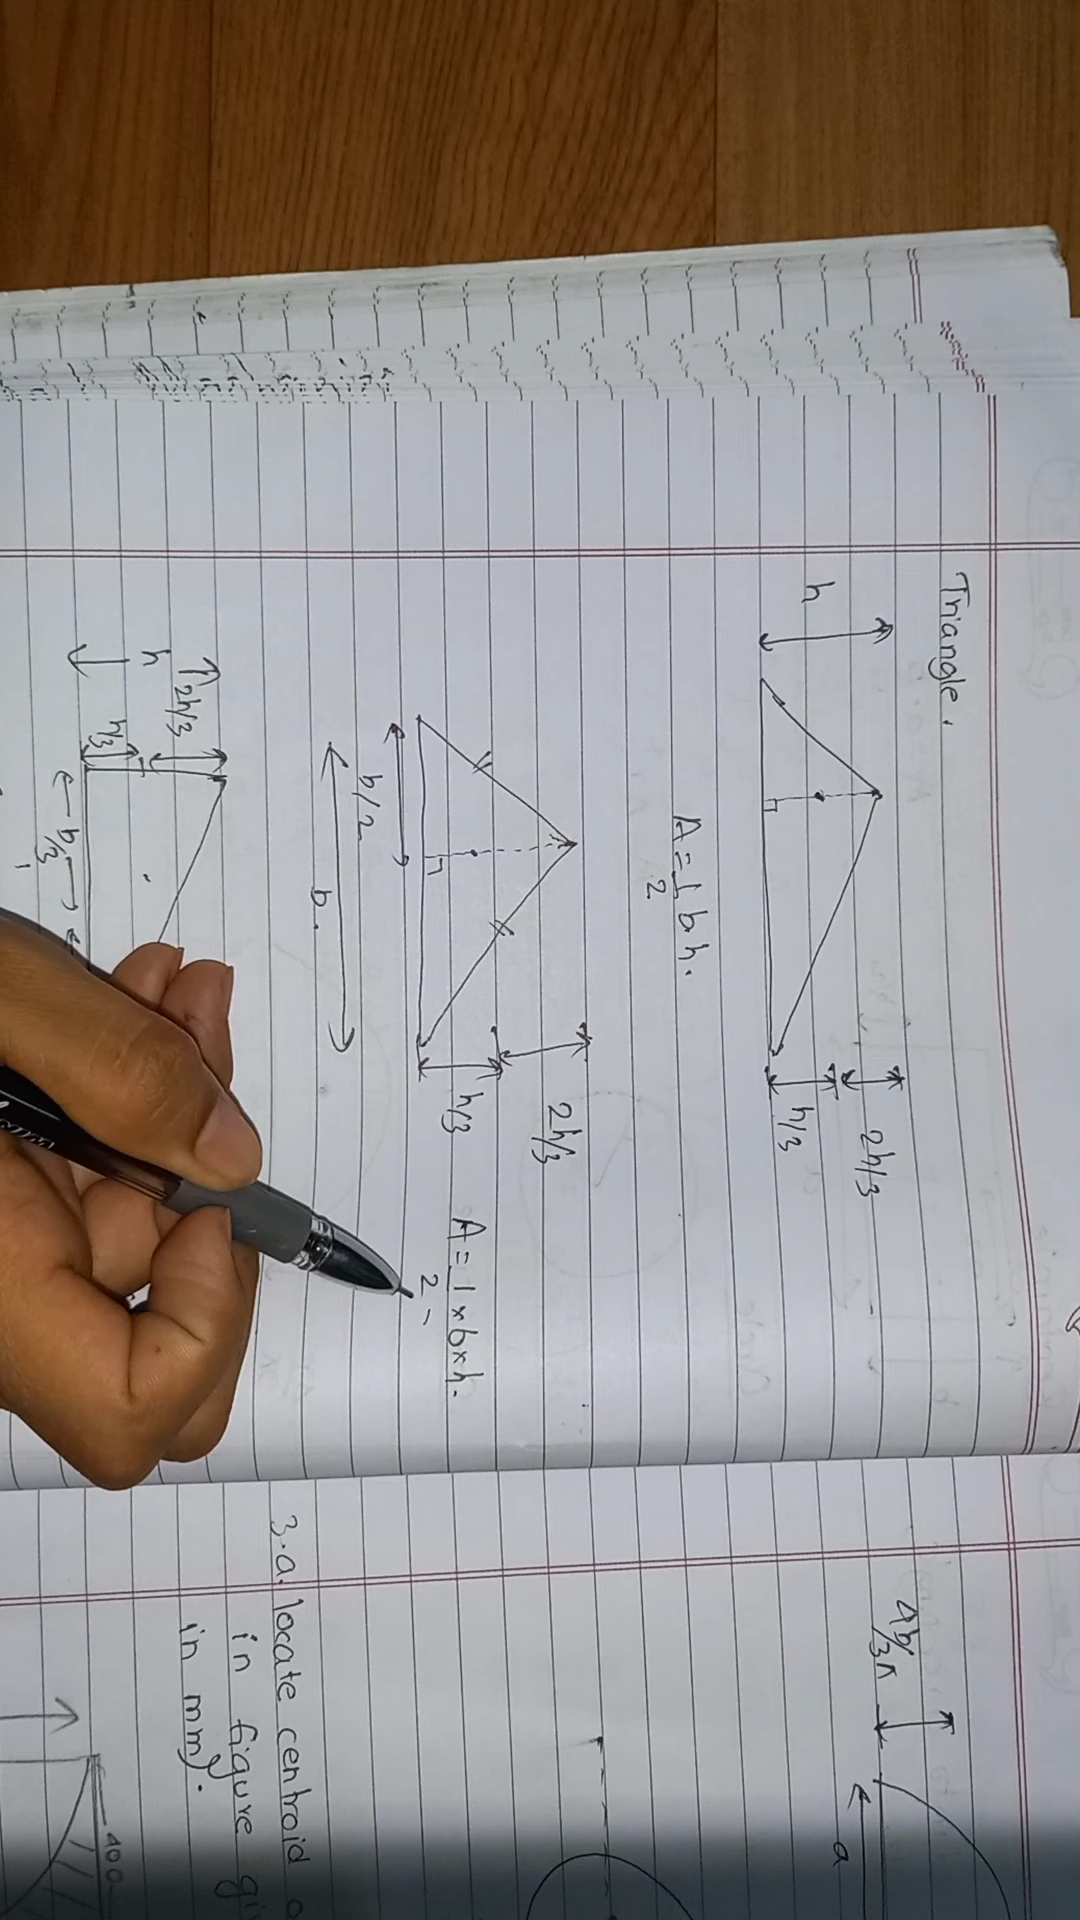 Triangle.
h
2h/3
h/3
A = 1/2 b h.
2h/3
h/3
A = 1/2 × b × h.
b/2
b.
2h/3
h
h/3
b/3
4b/3π
a
3.a. locate centroid
in figure
in mm).
400